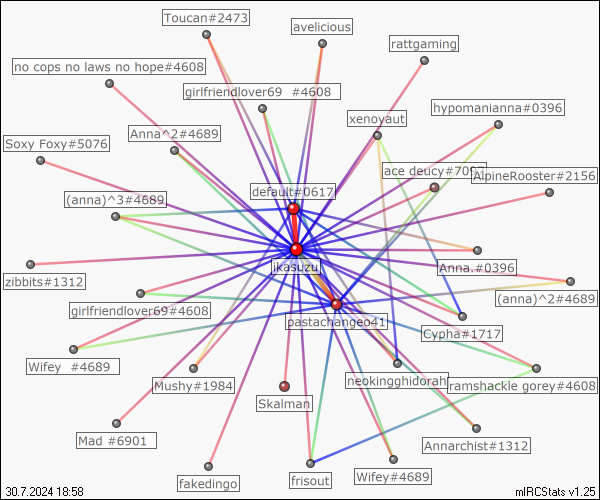 Toucan#2473
avelicious
rattgaming
no cops no laws no hope#4608
girlfriendlover69 #4608
hypomanianna#0396
xenoyaut
Anna^2#4689
Soxy Foxy#5076
ace deucy#709
AlpineRooster#2156
default#0617
(anna)^3#4689
jkasuzu
Anna.#0396
zibbits#1312
(anna)^2#4689
girlfriendlover69#4608
pastachangeo41
Cypha#1717
Wifey #4689
Mushy#1984
neokingghidorah
ramshackle gorey#4608
Skalman
Mad #6901
Annarchist#1312
fakedingo
frisout
Wifey#4689
30.7.2024 18:58
mIRCStats v1.25